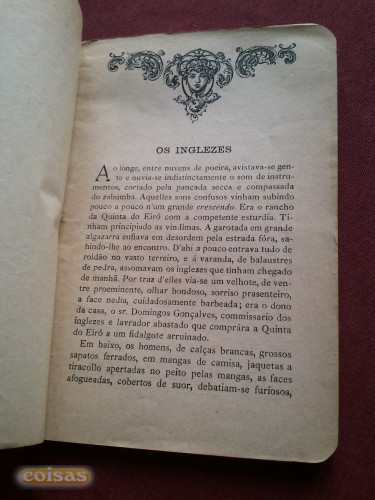 OS INGLEZES
Ao longe, entre nuvens de poeira, avistava-se gen-
te e ouvia-se indistinctamente o som de instru-
mentos, cortado pela pancada secca e compassada
do zabumba. Aquelles sons confusos vinham subindo
pouco a pouco n'um grande crescendo. Era o rancho
da Quinta do Eirô com a competente esturdia. Ti-
nham principiado as vindimas. A garotada em grande
algazarra enfiava em desordem pela estrada fóra, sa-
hindo-lhe ao encontro. D'ahi a pouco entrava tudo de
roldão no vasto terreiro, e á varanda, de balaustres
de pedra, assomavam os inglezes que tinham chegado
de manhã. Por traz d'elles via-se um velhote, de ven-
tre proeminente, olhar bondoso, sorriso prasenteiro,
a face nedia, cuidadosamente barbeada; era o dono
da casa, o sr. Domingos Gonçalves, commissario dos
inglezes e lavrador abastado que comprára a Quinta
do Eirô a um fidalgote arruinado.
Em baixo, os homens, de calças brancas, grossos
sapatos ferrados, em mangas de camisa, jaquetas a
tiracollo apertadas no peito pelas mangas, as faces
afogueadas, cobertos de suor, debatiam-se furiosos,
coisas